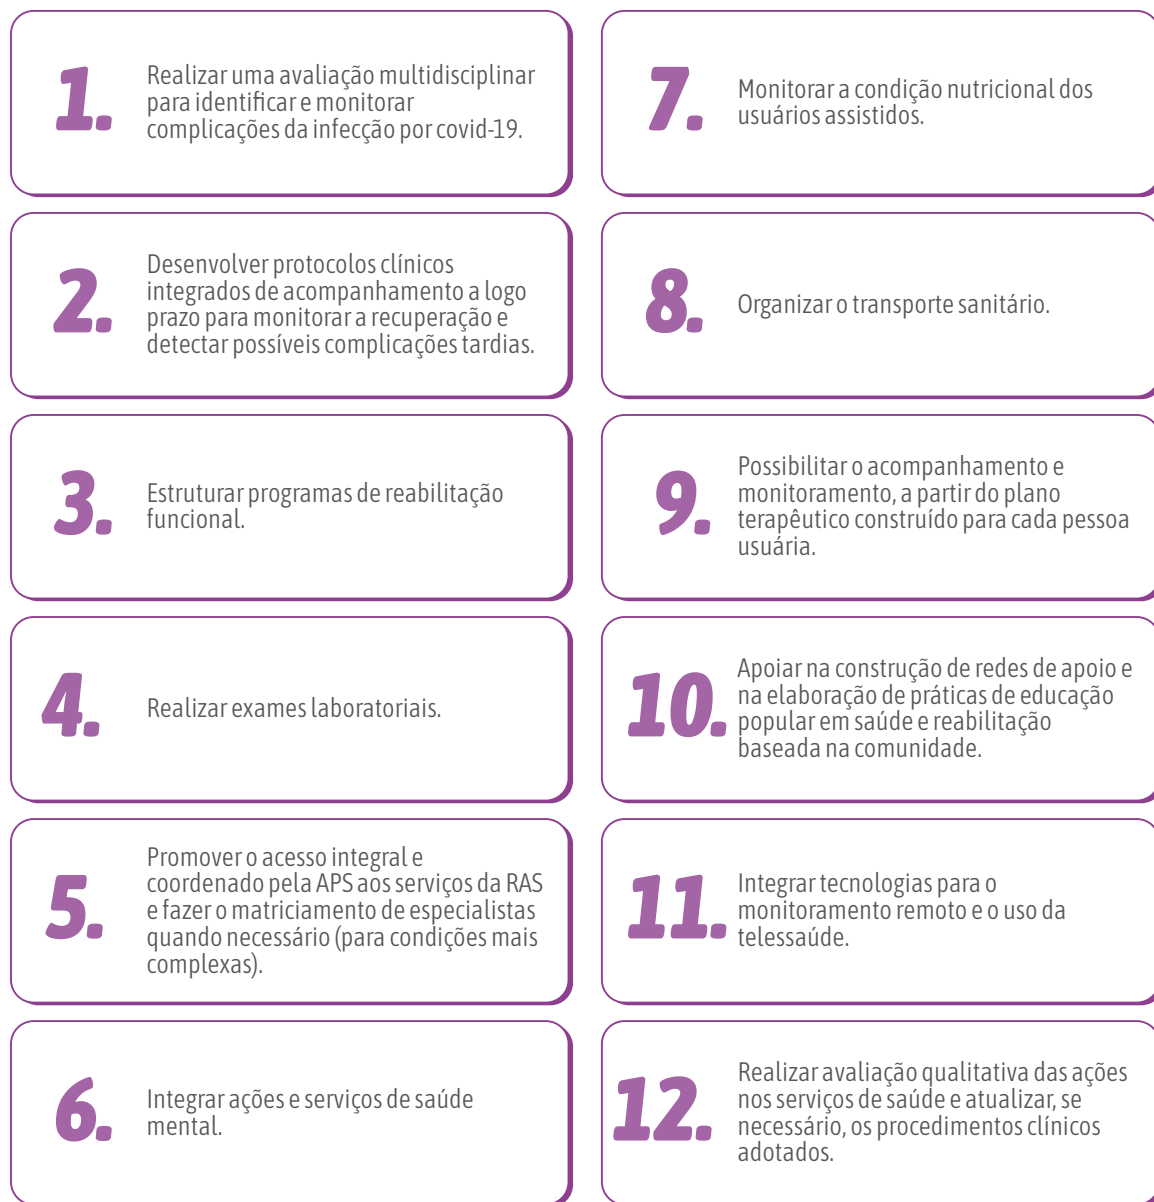 1.
Realizar uma avaliação multidisciplinar
para identificar e monitorar
complicações da infecção por covid-19.
2.
Desenvolver protocolos clínicos
integrados de acompanhamento a logo
prazo para monitorar a recuperação e
detectar possíveis complicações tardias.
3.
Estruturar programas de reabilitação
funcional.
4.
Realizar exames laboratoriais.
5.
Promover o acesso integral e
coordenado pela APS aos serviços da RAS
e fazer o matriciamento de especialistas
quando necessário (para condições mais
complexas).
6.
Integrar ações e serviços de saúde
mental.
7.
Monitorar a condição nutricional dos
usuários assistidos.
8.
Organizar o transporte sanitário.
9.
Possibilitar o acompanhamento e
monitoramento, a partir do plano
terapêutico construído para cada pessoa
usuária.
10.
Apoiar na construção de redes de apoio e
na elaboração de práticas de educação
popular em saúde e reabilitação
baseada na comunidade.
11.
Integrar tecnologias para o
monitoramento remoto e o uso da
telessaúde.
12.
Realizar avaliação qualitativa das ações
nos serviços de saúde e atualizar, se
necessário, os procedimentos clínicos
adotados.